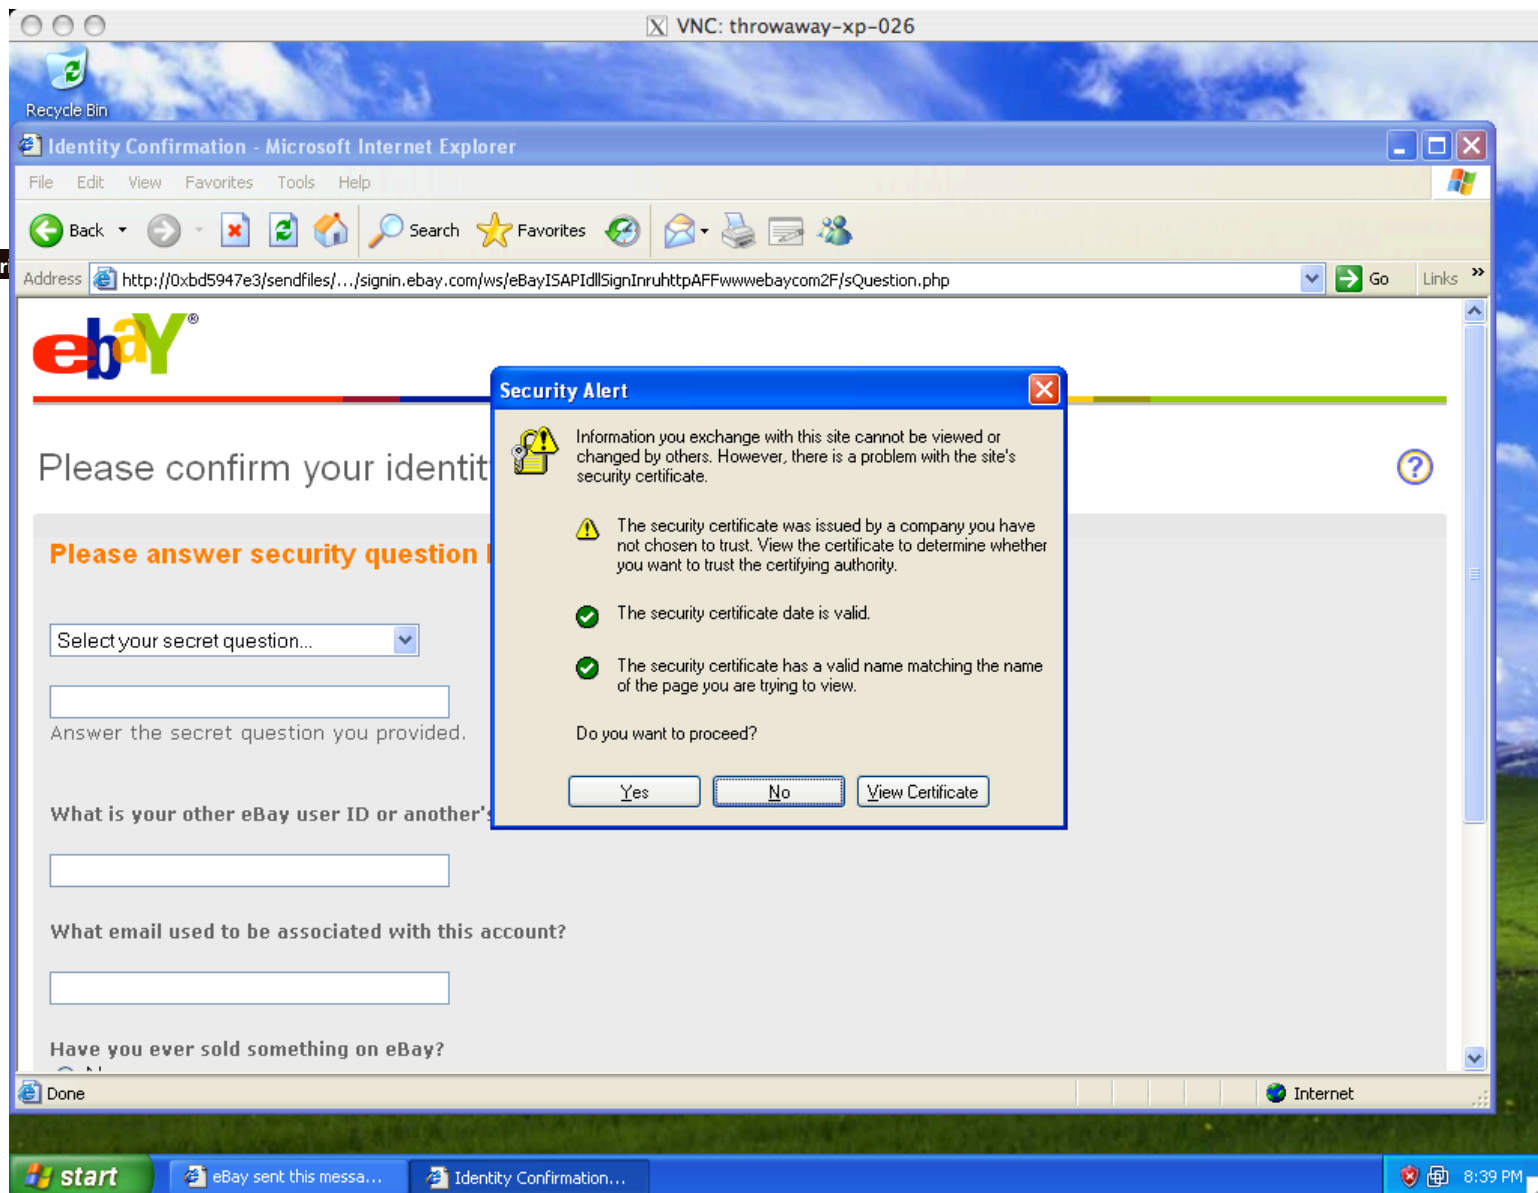 VNC: throwaway-xp-026
Recycle Bin
Identity Confirmation - Microsoft Internet Explorer
File Edit View Favorites Tools Help
Back Search Favorites
Address http://0xbd5947e3/sendfiles/.../signin.ebay.com/ws/eBayISAPIdllSignInruhttpAFFwwwebaycom2F/sQuestion.php Go Links »
ebaY®
Security Alert
Information you exchange with this site cannot be viewed or
changed by others. However, there is a problem with the site's
security certificate.
The security certificate was issued by a company you have
not chosen to trust. View the certificate to determine whether
you want to trust the certifying authority.
The security certificate date is valid.
The security certificate has a valid name matching the name
of the page you are trying to view.
Do you want to proceed?
Yes No View Certificate
Please confirm your identit
Please answer security question
Select your secret question...
Answer the secret question you provided.
What is your other eBay user ID or another's
What email used to be associated with this account?
Have you ever sold something on eBay?
Done Internet
start eBay sent this messa... Identity Confirmation... 8:39 PM